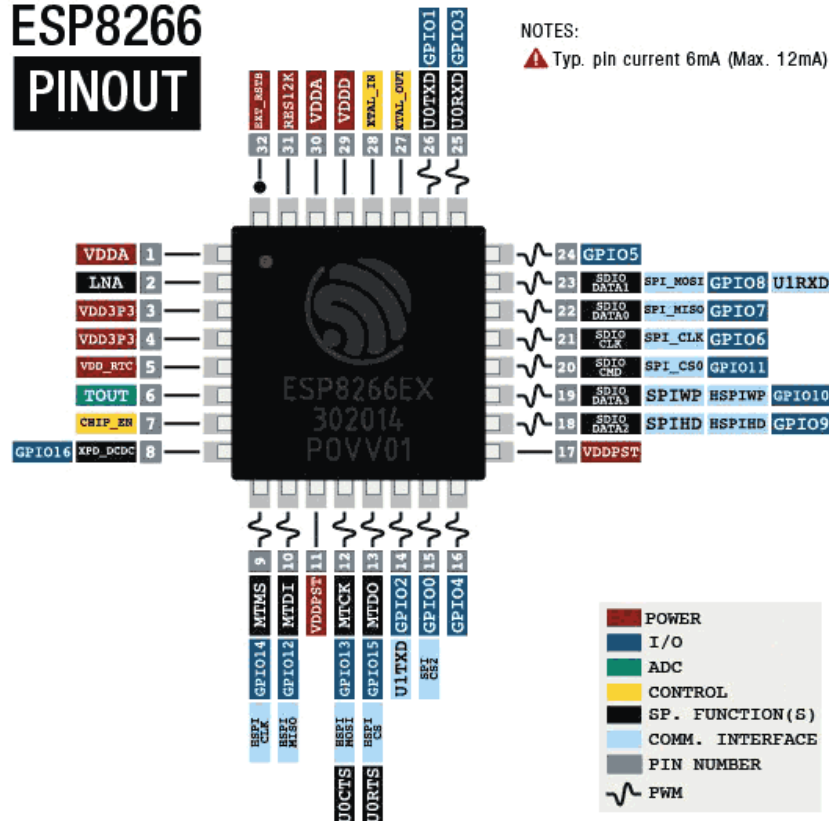 ESP8266
PINOUT
NOTES:
Typ. pin current 6mA (Max. 12mA)
EXT_RSTB 32
RES12K 31
VDDA 30
VDDD 29
XTAL_IN 28
XTAL_OUT 27
GPIO1 U0TXD 26
GPIO3 U0RXD 25
VDDA 1
LNA 2
VDD3P3 3
VDD3P3 4
VDD_RTC 5
TOUT 6
CHIP_EN 7
GPIO16 XPD_DCDC 8
ESP8266EX
302014
P0VV01
24 GPIO5
23 SDIO DATA1 SPI_MOSI GPIO8 U1RXD
22 SDIO DATA0 SPI_MISO GPIO7
21 SDIO CLK SPI_CLK GPIO6
20 SDIO CMD SPI_CS0 GPIO11
19 SDIO DATA3 SPIWP HSPIWP GPIO10
18 SDIO DATA2 SPIHD HSPIHD GPIO9
17 VDDPST
9 MTMS GPIO14 HSPI CLK
10 MTDI GPIO12 HSPI MISO
11 VDDPST
12 MTCK GPIO13 HSPI MOSI U0CTS
13 MTDO GPIO15 HSPI CS U0RTS
14 GPIO2 U1TXD
15 GPIO0 SPI CS2
16 GPIO4
POWER
I/O
ADC
CONTROL
SP. FUNCTION(S)
COMM. INTERFACE
PIN NUMBER
PWM